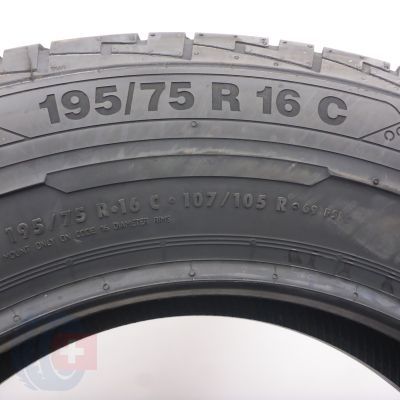 195/75 R 16 C
195/75 R•16 C • 107/105 R • 69 PSI
MOUNT ONLY ON CODE 16 DIAMETER RIMS